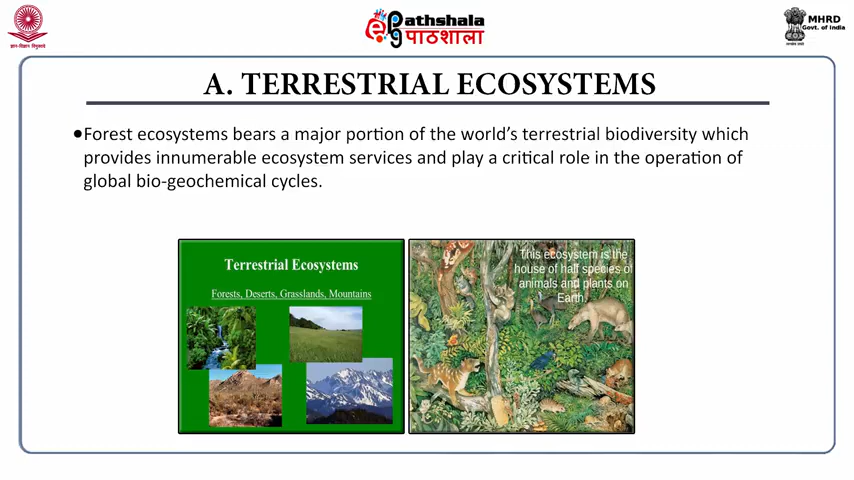 ज्ञान-विज्ञान विमुक्तये
ePathshala
पाठशाला
MHRD
Govt. of India
A. TERRESTRIAL ECOSYSTEMS
●Forest ecosystems bears a major portion of the world's terrestrial biodiversity which
provides innumerable ecosystem services and play a critical role in the operation of
global bio-geochemical cycles.
Terrestrial Ecosystems
Forests, Deserts, Grasslands, Mountains
This ecosystem is the
house of half species of
animals and plants on
Earth.